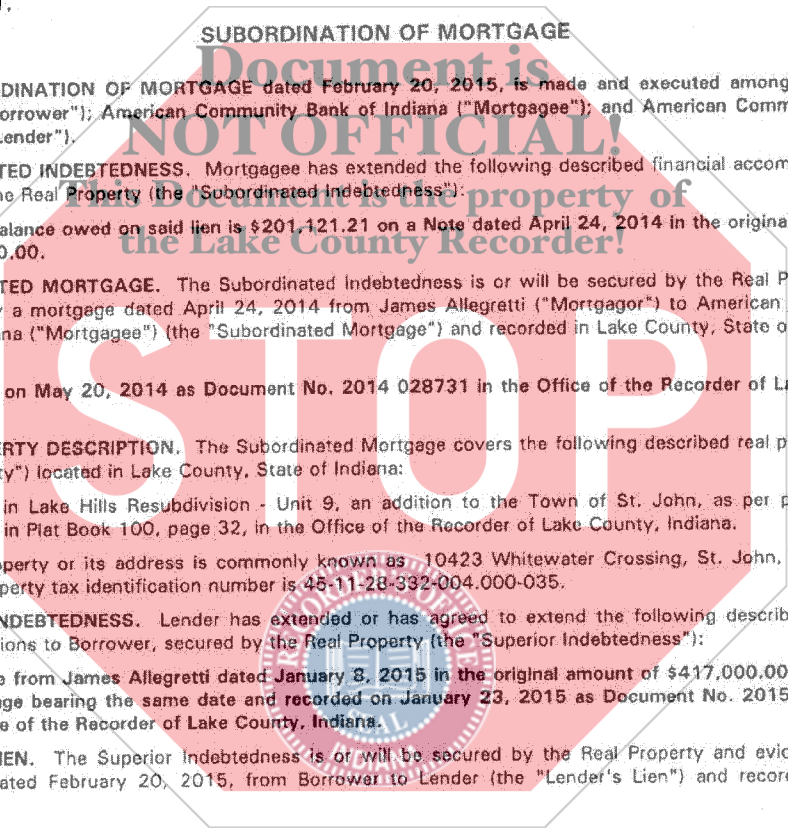 SUBORDINATION OF MORTGAGE
Document is
DINATION OF MORTGAGE dated February 20, 2015, is made and executed among
orrower"); American Community Bank of Indiana ("Mortgagee"); and American Comm
ender").
NOT OFFICIAL!
TED INDEBTEDNESS. Mortgagee has extended the following described financial accom
he Real Property (the "Subordinated Indebtedness"):
This Document is the property of
alance owed on said lien is $201,121.21 on a Note dated April 24, 2014 in the origina
0.00.
the Lake County Recorder!
TED MORTGAGE. The Subordinated Indebtedness is or will be secured by the Real P
y a mortgage dated April 24, 2014 from James Allegretti ("Mortgagor") to American
na ("Mortgagee") (the "Subordinated Mortgage") and recorded in Lake County, State o
on May 20, 2014 as Document No. 2014 028731 in the Office of the Recorder of La
STOP
ERTY DESCRIPTION. The Subordinated Mortgage covers the following described real p
ty") located in Lake County, State of Indiana:
in Lake Hills Resubdivision - Unit 9, an addition to the Town of St. John, as per p
in Plat Book 100, page 32, in the Office of the Recorder of Lake County, Indiana.
operty or its address is commonly known as 10423 Whitewater Crossing, St. John,
perty tax identification number is 45-11-28-332-004.000-035.
NDEBTEDNESS. Lender has extended or has agreed to extend the following describ
tions to Borrower, secured by the Real Property (the "Superior Indebtedness"):
e from James Allegretti dated January 8, 2015 in the original amount of $417,000.00
ge bearing the same date and recorded on January 23, 2015 as Document No. 2015
e of the Recorder of Lake County, Indiana.
SEAL
INDIANA
IEN. The Superior Indebtedness is or will be secured by the Real Property and evid
ated February 20, 2015, from Borrower to Lender (the "Lender's Lien") and record